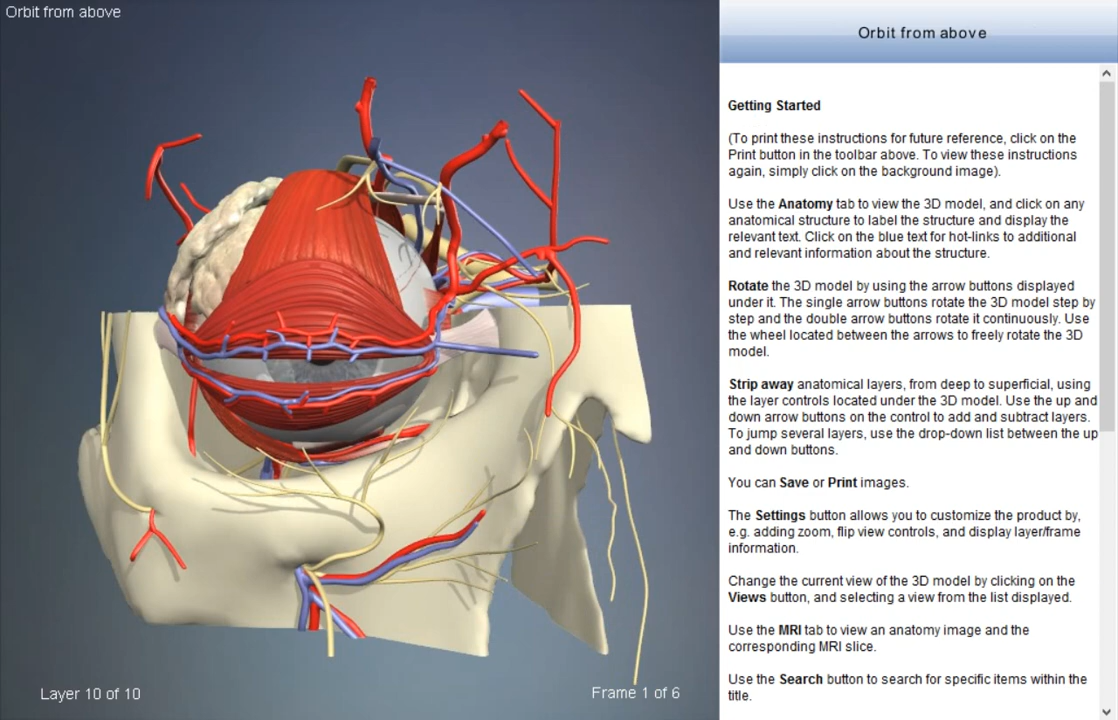 Orbit from above
Layer 10 of 10
Frame 1 of 6
Orbit from above
Getting Started
(To print these instructions for future reference, click on the
Print button in the toolbar above. To view these instructions
again, simply click on the background image).
Use the Anatomy tab to view the 3D model, and click on any
anatomical structure to label the structure and display the
relevant text. Click on the blue text for hot-links to additional
and relevant information about the structure.
Rotate the 3D model by using the arrow buttons displayed
under it. The single arrow buttons rotate the 3D model step by
step and the double arrow buttons rotate it continuously. Use
the wheel located between the arrows to freely rotate the 3D
model.
Strip away anatomical layers, from deep to superficial, using
the layer controls located under the 3D model. Use the up and
down arrow buttons on the control to add and subtract layers.
To jump several layers, use the drop-down list between the up
and down buttons.
You can Save or Print images.
The Settings button allows you to customize the product by,
e.g. adding zoom, flip view controls, and display layer/frame
information.
Change the current view of the 3D model by clicking on the
Views button, and selecting a view from the list displayed.
Use the MRI tab to view an anatomy image and the
corresponding MRI slice.
Use the Search button to search for specific items within the
title.